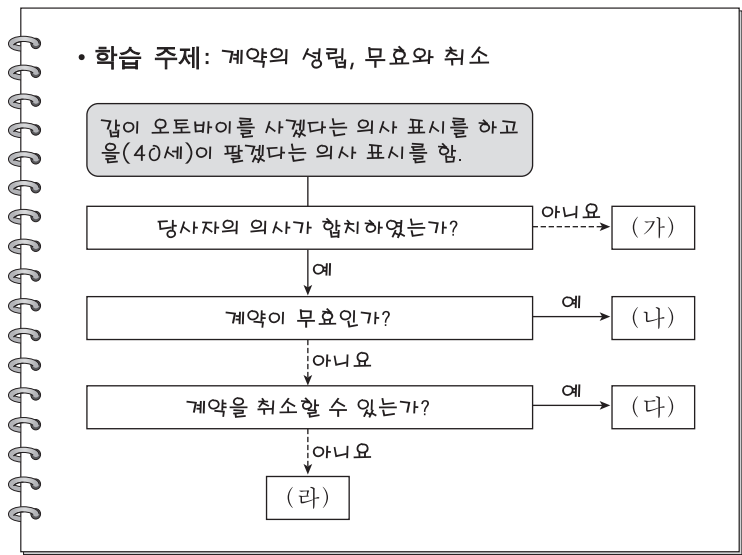 • 학습 주제: 계약의 성립, 무효와 취소
갑이 오토바이를 사겠다는 의사 표시를 하고
을(40세)이 팔겠다는 의사 표시를 함.
당사자의 의사가 합치하였는가?
아니요
(가)
예
계약이 무효인가?
예
(나)
아니요
계약을 취소할 수 있는가?
예
(다)
아니요
(라)